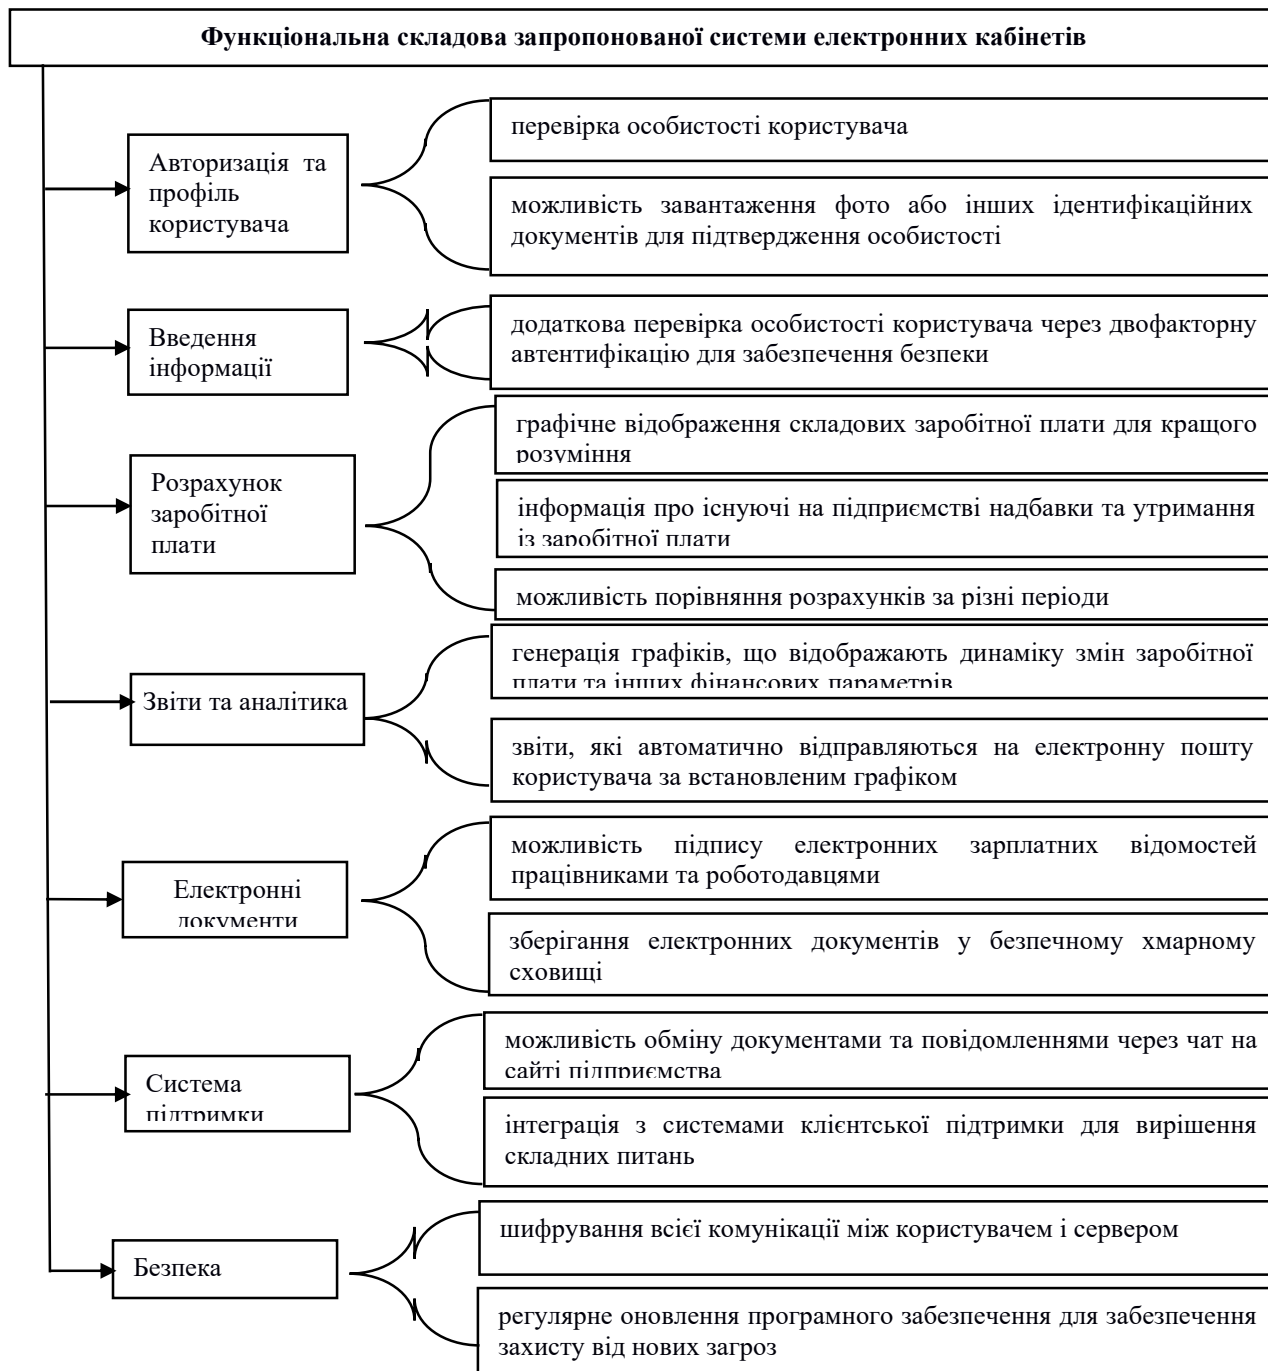 Функціональна складова запропонованої системи електронних кабінетів
Авторизація та
профіль
користувача
перевірка особистості користувача
можливість завантаження фото або інших ідентифікаційних
документів для підтвердження особистості
Введення
інформації
додаткова перевірка особистості користувача через двофакторну
автентифікацію для забезпечення безпеки
Розрахунок
заробітної
плати
графічне відображення складових заробітної плати для кращого
розуміння
інформація про існуючі на підприємстві надбавки та утримання
із заробітної плати
можливість порівняння розрахунків за різні періоди
Звіти та аналітика
генерація графіків, що відображають динаміку змін заробітної
плати та інших фінансових параметрів
звіти, які автоматично відправляються на електронну пошту
користувача за встановленим графіком
Електронні
документи
можливість підпису електронних зарплатних відомостей
працівниками та роботодавцями
зберігання електронних документів у безпечному хмарному
сховищі
Система
підтримки
можливість обміну документами та повідомленнями через чат на
сайті підприємства
інтеграція з системами клієнтської підтримки для вирішення
складних питань
Безпека
шифрування всієї комунікації між користувачем і сервером
регулярне оновлення програмного забезпечення для забезпечення
захисту від нових загроз